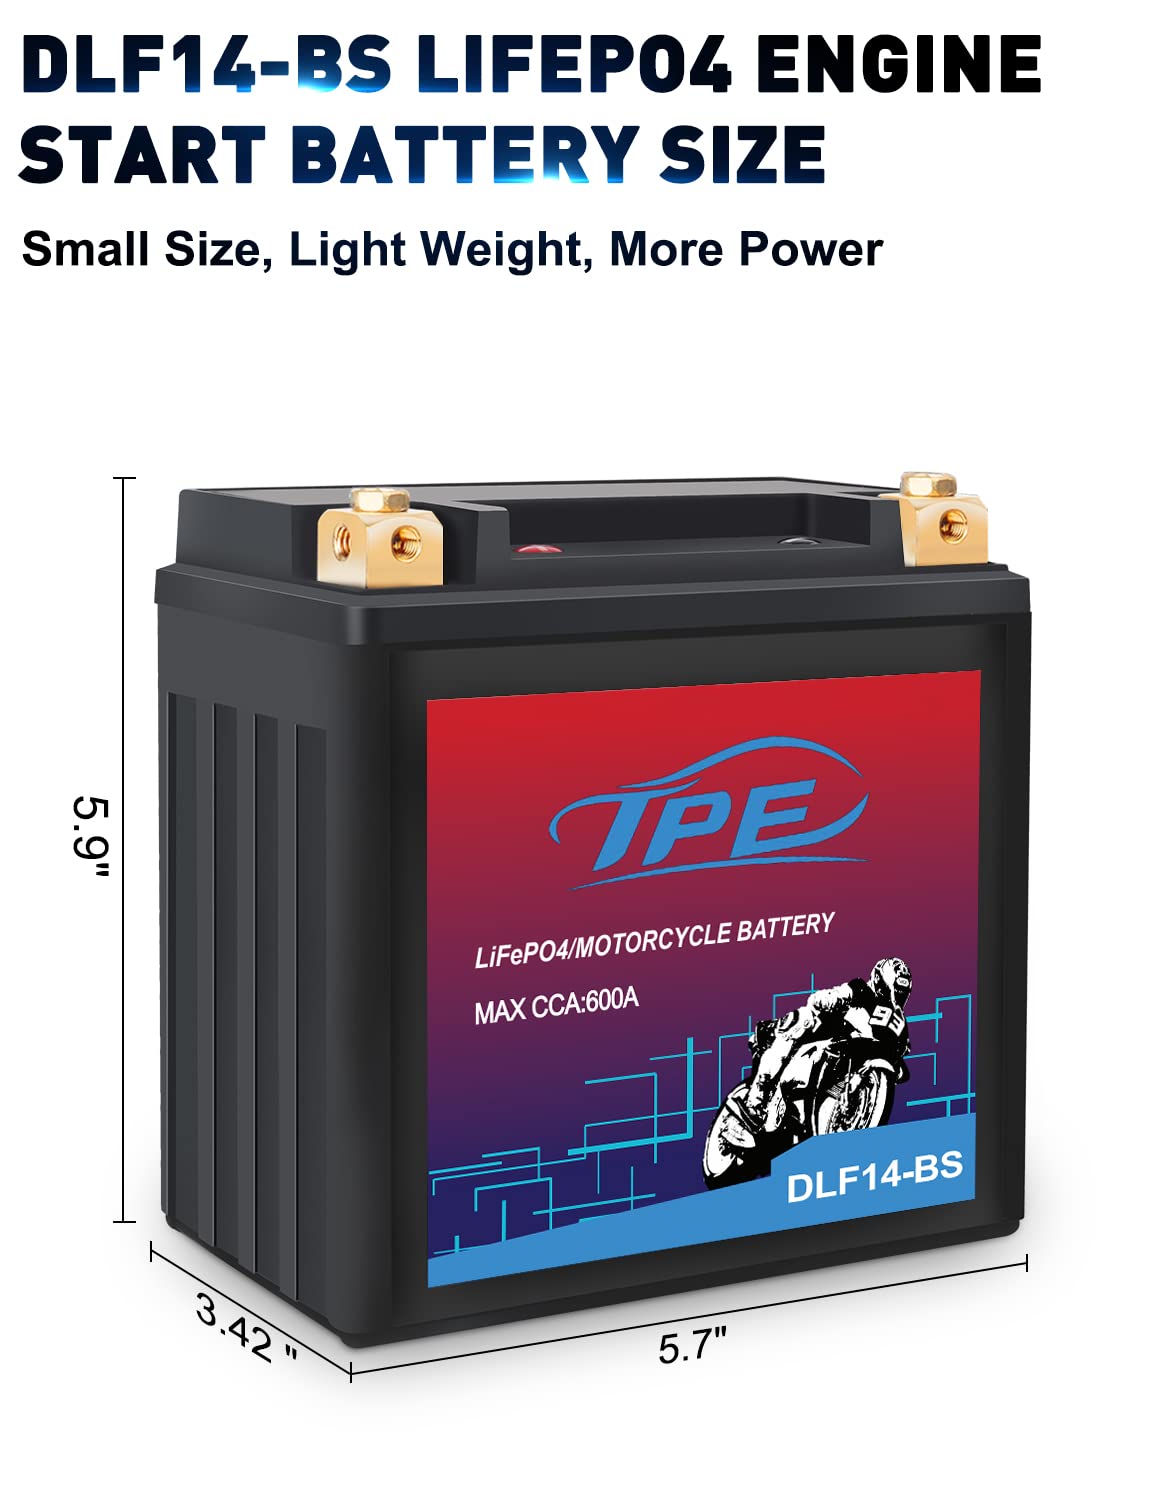 DLF14-BS LIFEPO4 ENGINE
START BATTERY SIZE
Small Size, Light Weight, More Power
5.9"
TPE
LiFePO4/MOTORCYCLE BATTERY
MAX CCA:600A
93
DLF14-BS
3.42 "
5.7"